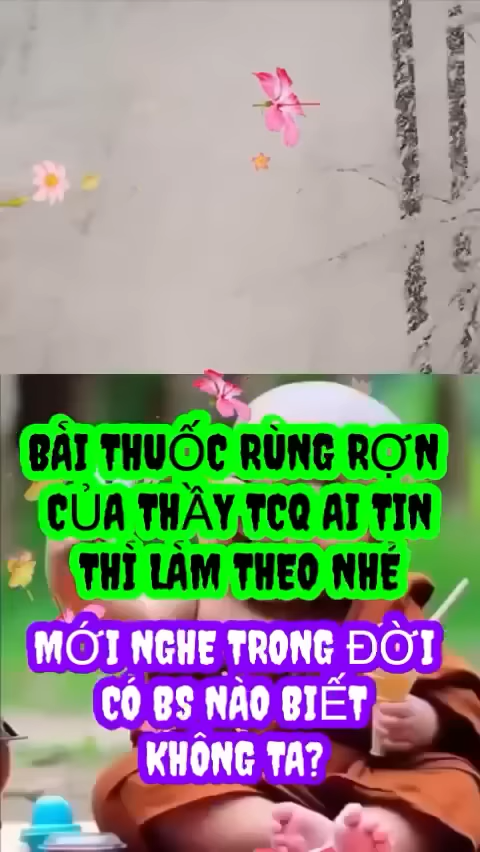 BÀI THUỐC RÙNG RỢN
CỦA THẦY TCQ AI TIN
THÌ LÀM THEO NHÉ
MỚI NGHE TRONG ĐỜI
CÓ BS NÀO BIẾT
KHÔNG TA?